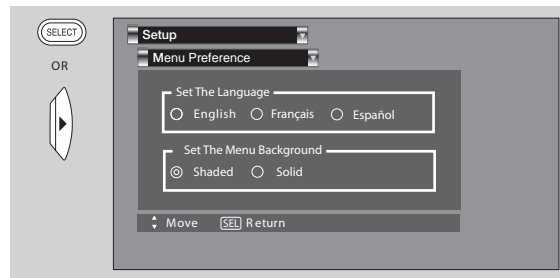 SELECT
OR
Setup
Menu Preference
Set The Language
English Français Español
Set The Menu Background
Shaded Solid
Move SEL Return